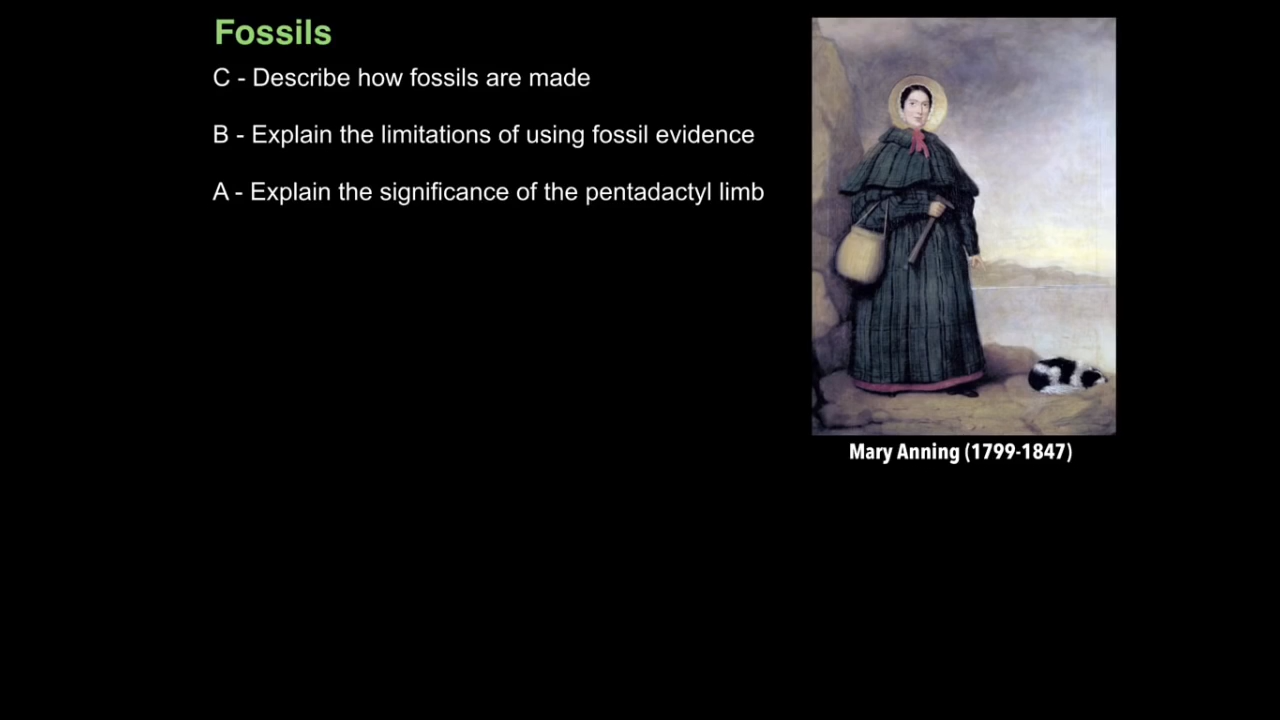 Fossils
C - Describe how fossils are made
B - Explain the limitations of using fossil evidence
A - Explain the significance of the pentadactyl limb
Mary Anning (1799-1847)